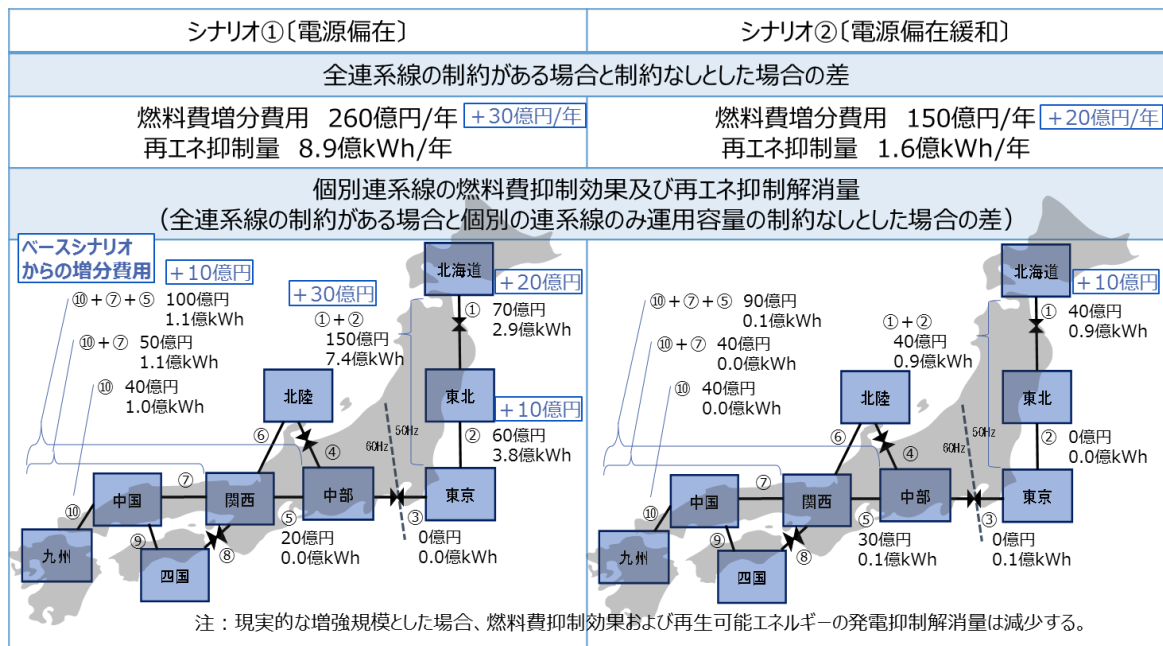 シナリオ①〔電源偏在〕
シナリオ②〔電源偏在緩和〕
全連系線の制約がある場合と制約なしとした場合の差
燃料費増分費用 260億円/年 +30億円/年
再エネ抑制量 8.9億kWh/年
燃料費増分費用 150億円/年 +20億円/年
再エネ抑制量 1.6億kWh/年
個別連系線の燃料費抑制効果及び再エネ抑制解消量
(全連系線の制約がある場合と個別の連系線のみ運用容量の制約なしとした場合の差)
ベースシナリオ
からの増分費用
+10億円
⑩+⑦+⑤ 100億円
1.1億kWh
⑩+⑦ 50億円
1.1億kWh
⑩ 40億円
1.0億kWh
+30億円
①+②
150億円
7.4億kWh
北海道
+20億円
①
70億円
2.9億kWh
東北
+10億円
②
60億円
3.8億kWh
北陸
⑥
④
50Hz
60Hz
中国
⑦
関西
中部
東京
⑩
⑨
⑧
⑤
20億円
0.0億kWh
③
0億円
0.0億kWh
九州
四国
⑩+⑦+⑤ 90億円
0.1億kWh
⑩+⑦ 40億円
0.0億kWh
⑩ 40億円
0.0億kWh
①+②
40億円
0.9億kWh
北海道
+10億円
①
40億円
0.9億kWh
東北
②
0億円
0.0億kWh
北陸
⑥
④
50Hz
60Hz
中国
⑦
関西
中部
東京
⑩
⑨
⑧
⑤
30億円
0.1億kWh
③
0億円
0.1億kWh
九州
四国
注:現実的な増強規模とした場合、燃料費抑制効果および再生可能エネルギーの発電抑制解消量は減少する。